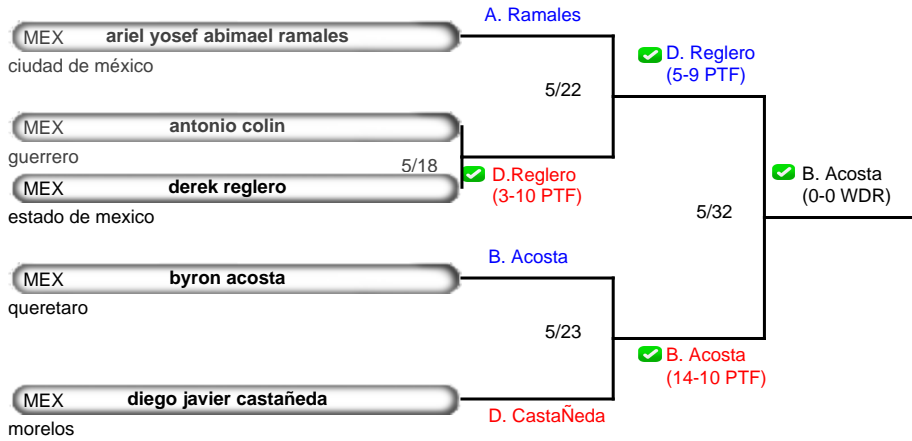 A. Ramales
MEX ariel yosef abimael ramales
ciudad de méxico
D. Reglero
(5-9 PTF)
5/22
MEX antonio colin
guerrero
5/18
D.Reglero
(3-10 PTF)
MEX derek reglero
estado de mexico
B. Acosta
(0-0 WDR)
5/32
B. Acosta
MEX byron acosta
queretaro
5/23
B. Acosta
(14-10 PTF)
MEX diego javier castañeda
D. CastaÑeda
morelos